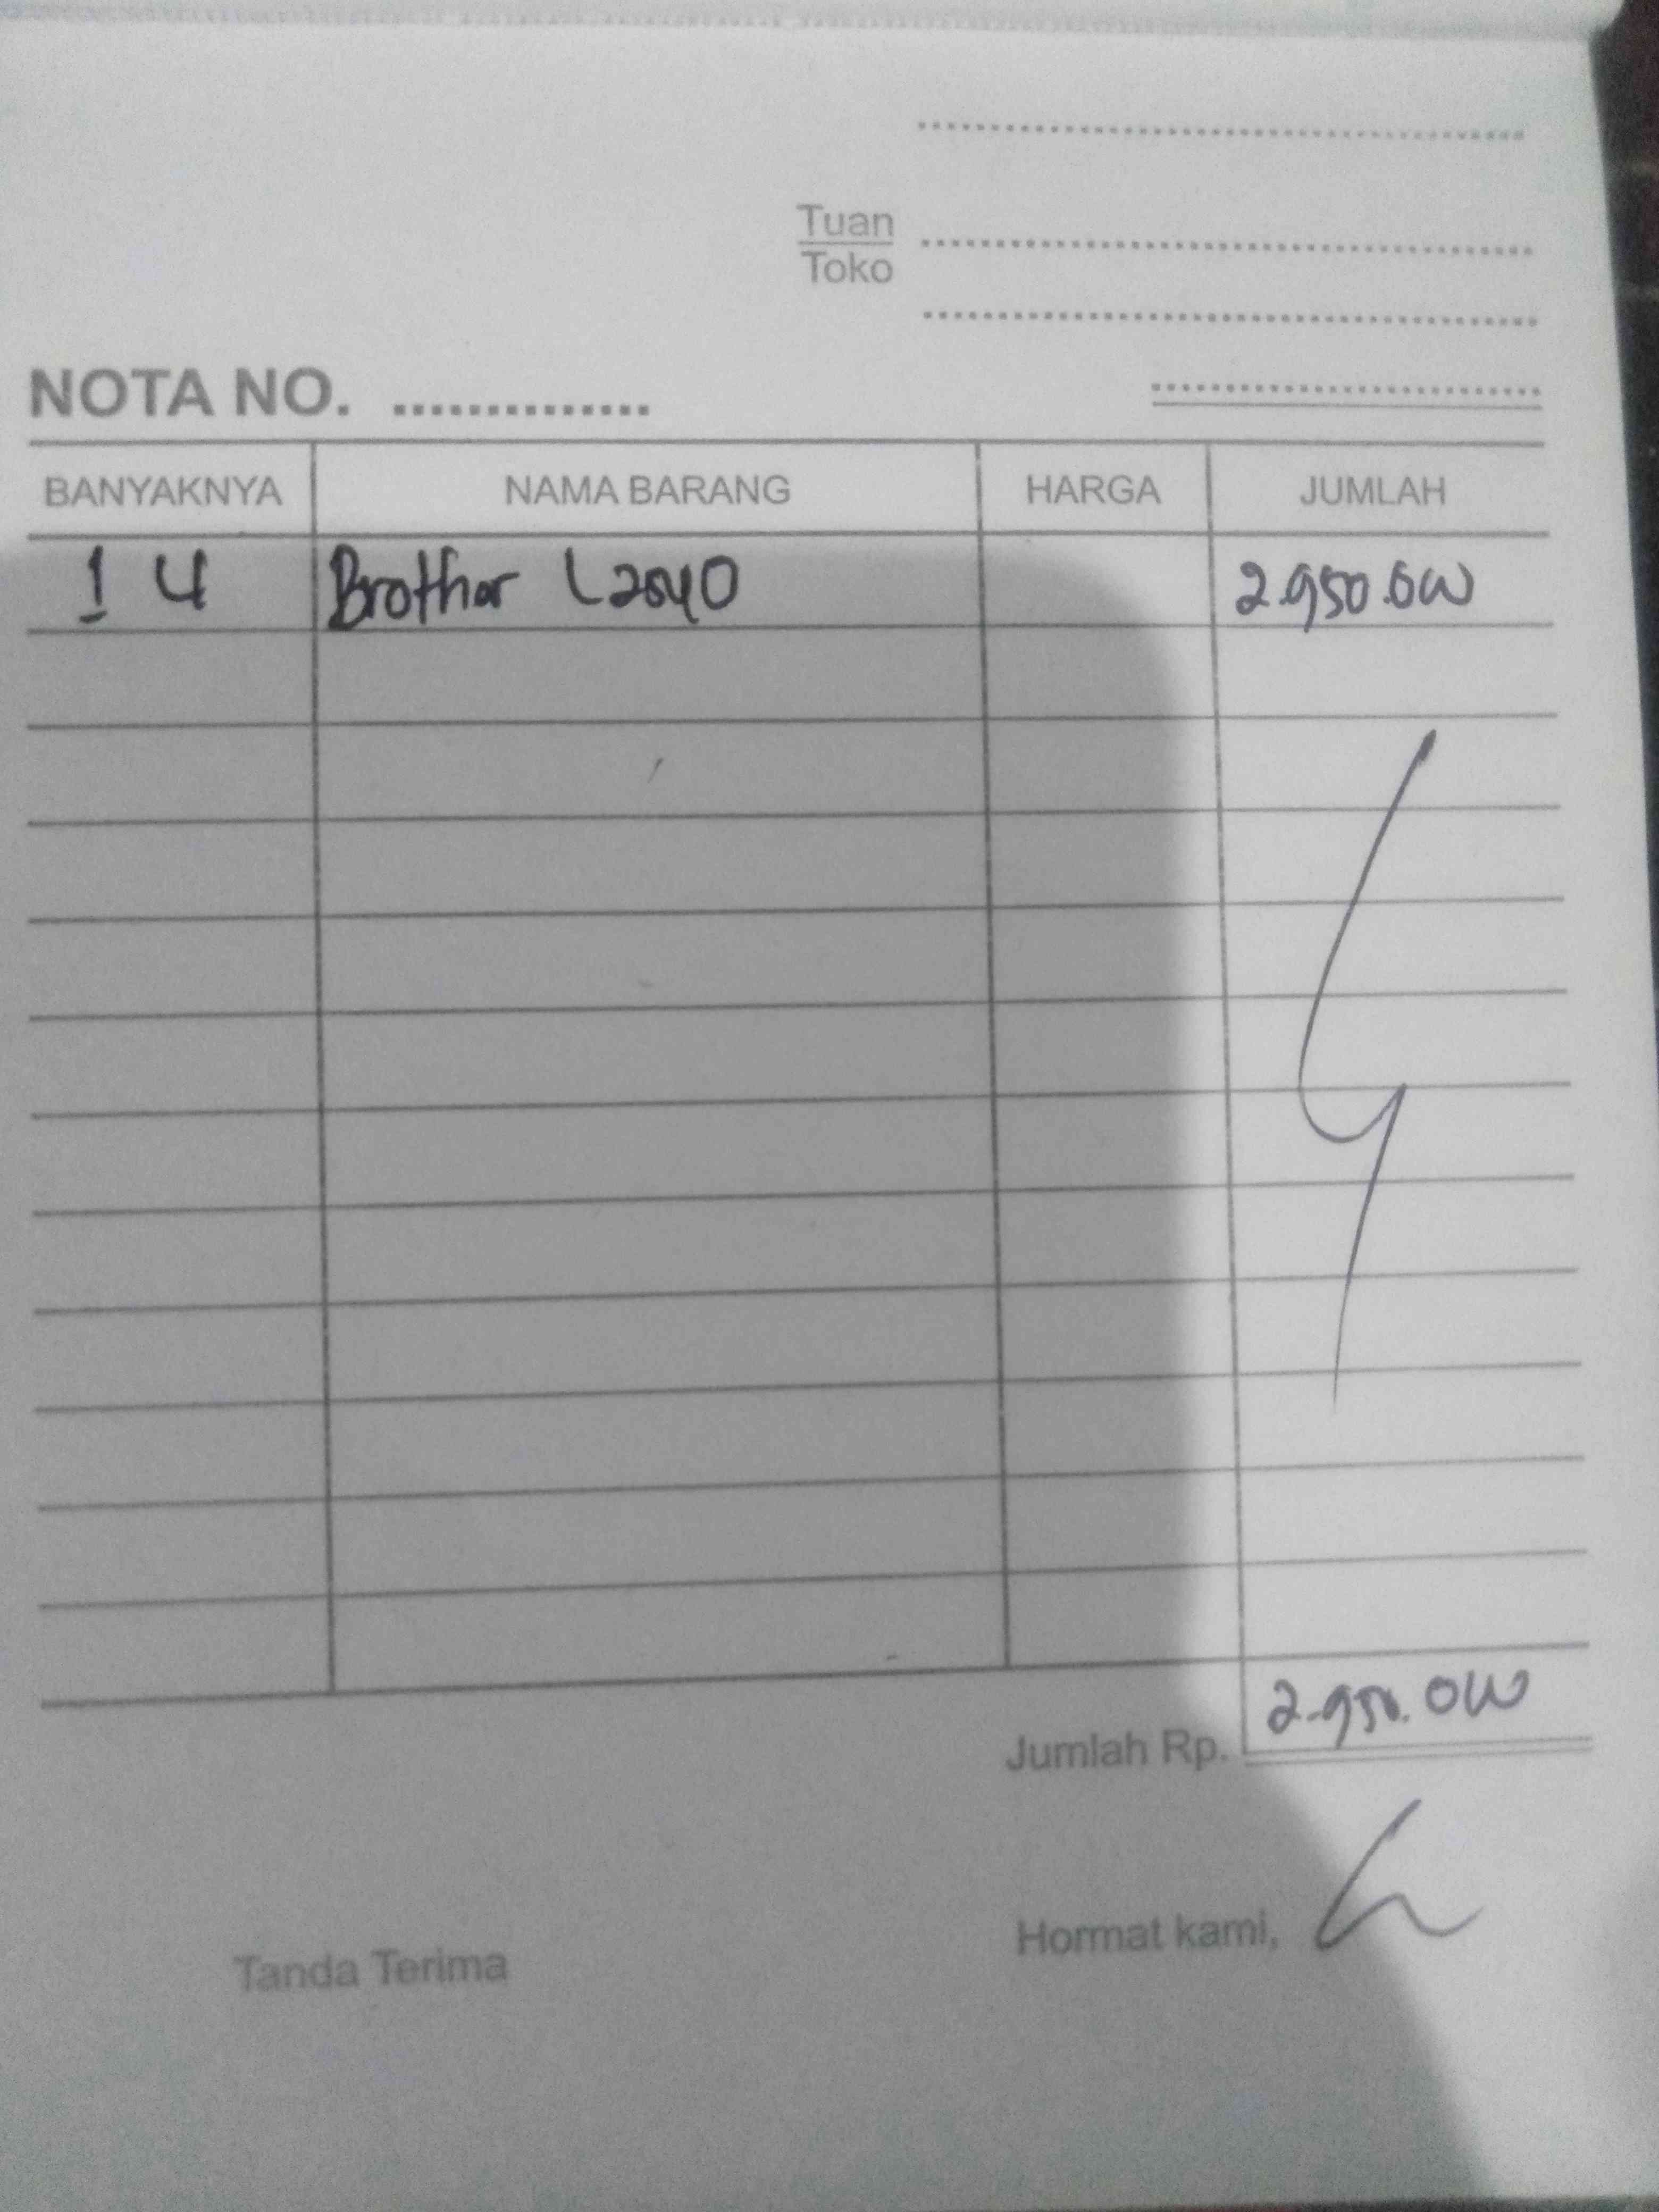 Tuan
Toko
NOTA NO. ..............
BANYAKNYA NAMA BARANG HARGA JUMLAH
1 U Brother L2540 2.950.000
Jumlah Rp. 2.950.000
Hormat kami,
Tanda Terima